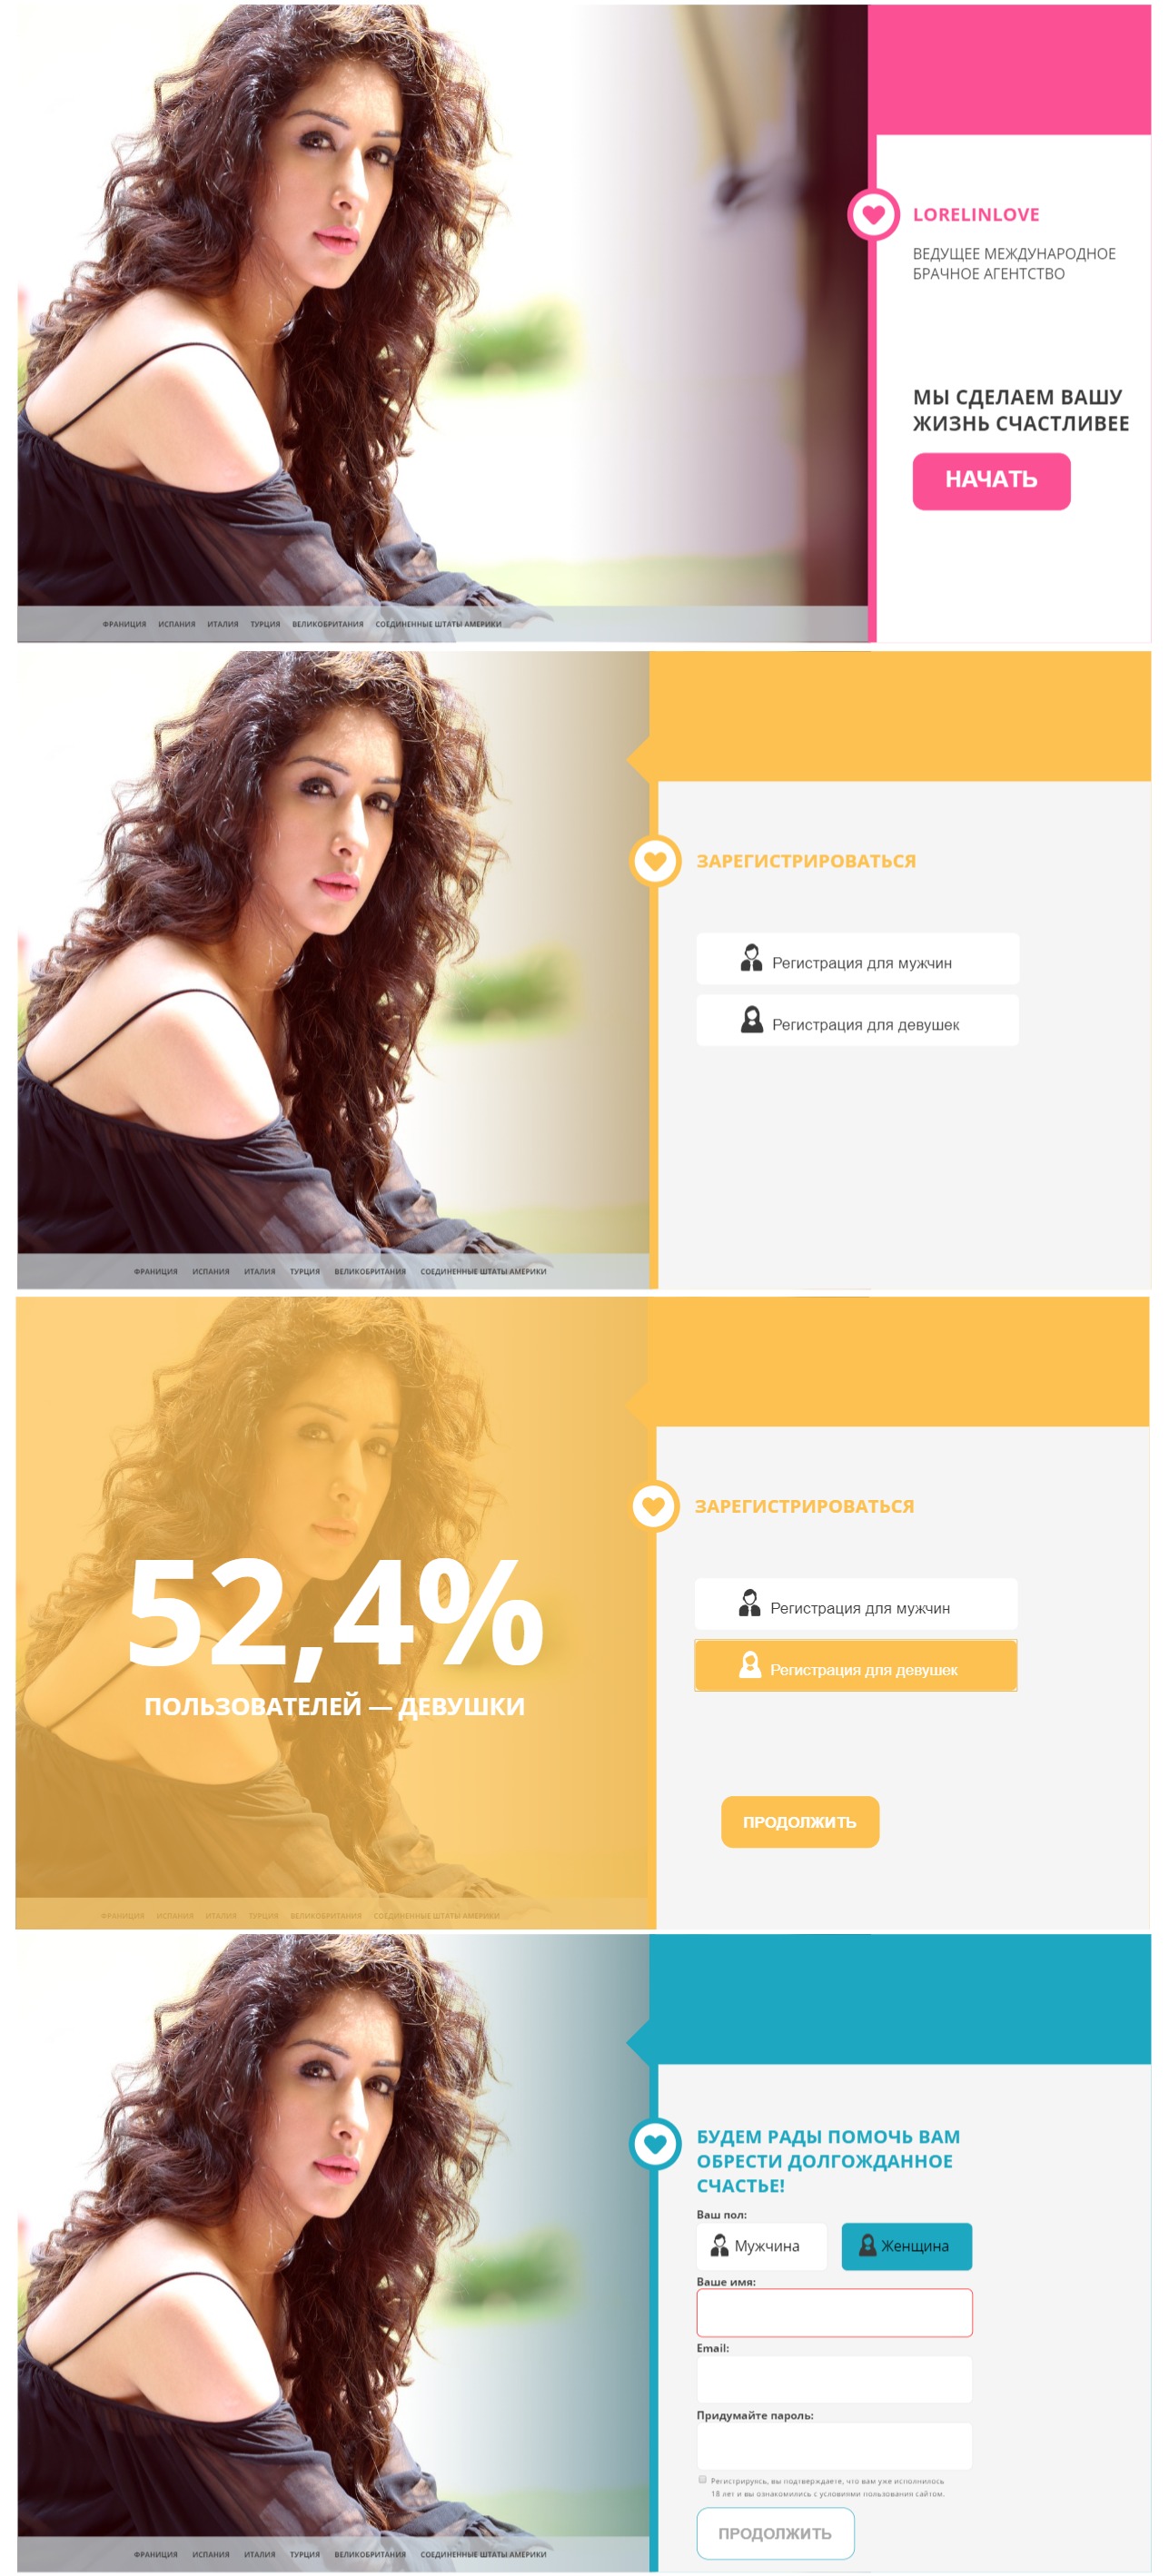 LORELINLOVE
ВЕДУЩЕЕ МЕЖДУНАРОДНОЕ
БРАЧНОЕ АГЕНТСТВО
МЫ СДЕЛАЕМ ВАШУ
ЖИЗНЬ СЧАСТЛИВЕЕ
НАЧАТЬ
ФРАНИЦИЯ ИСПАНИЯ ИТАЛИЯ ТУРЦИЯ ВЕЛИКОБРИТАНИЯ СОЕДИНЕННЫЕ ШТАТЫ АМЕРИКИ
ЗАРЕГИСТРИРОВАТЬСЯ
Регистрация для мужчин
Регистрация для девушек
ФРАНИЦИЯ ИСПАНИЯ ИТАЛИЯ ТУРЦИЯ ВЕЛИКОБРИТАНИЯ СОЕДИНЕННЫЕ ШТАТЫ АМЕРИКИ
ЗАРЕГИСТРИРОВАТЬСЯ
Регистрация для мужчин
Регистрация для девушек
52,4%
ПОЛЬЗОВАТЕЛЕЙ — ДЕВУШКИ
ПРОДОЛЖИТЬ
ФРАНИЦИЯ ИСПАНИЯ ИТАЛИЯ ТУРЦИЯ ВЕЛИКОБРИТАНИЯ СОЕДИНЕННЫЕ ШТАТЫ АМЕРИКИ
БУДЕМ РАДЫ ПОМОЧЬ ВАМ
ОБРЕСТИ ДОЛГОЖДАННОЕ
СЧАСТЬЕ!
Ваш пол:
Мужчина Женщина
Ваше имя:
Email:
Придумайте пароль:
Регистрируясь, вы подтверждаете, что вам уже исполнилось
18 лет и вы ознакомились с условиями пользования сайтом.
ПРОДОЛЖИТЬ
ФРАНИЦИЯ ИСПАНИЯ ИТАЛИЯ ТУРЦИЯ ВЕЛИКОБРИТАНИЯ СОЕДИНЕННЫЕ ШТАТЫ АМЕРИКИ